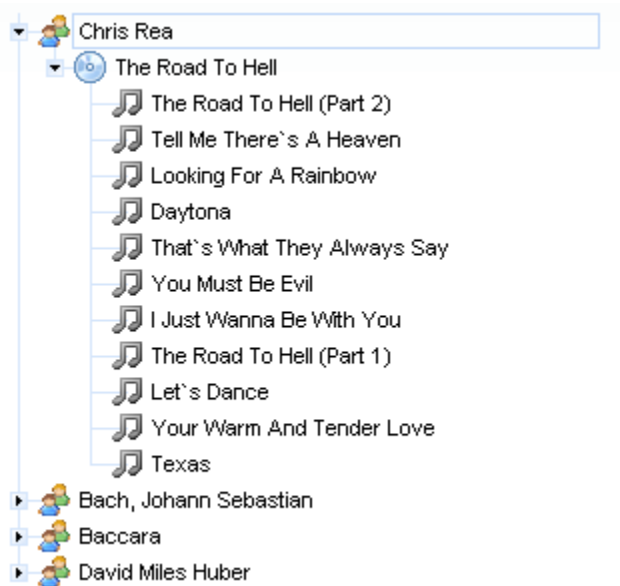 Chris Rea
The Road To Hell
The Road To Hell (Part 2)
Tell Me There`s A Heaven
Looking For A Rainbow
Daytona
That`s What They Always Say
You Must Be Evil
I Just Wanna Be With You
The Road To Hell (Part 1)
Let`s Dance
Your Warm And Tender Love
Texas
Bach, Johann Sebastian
Baccara
David Miles Huber